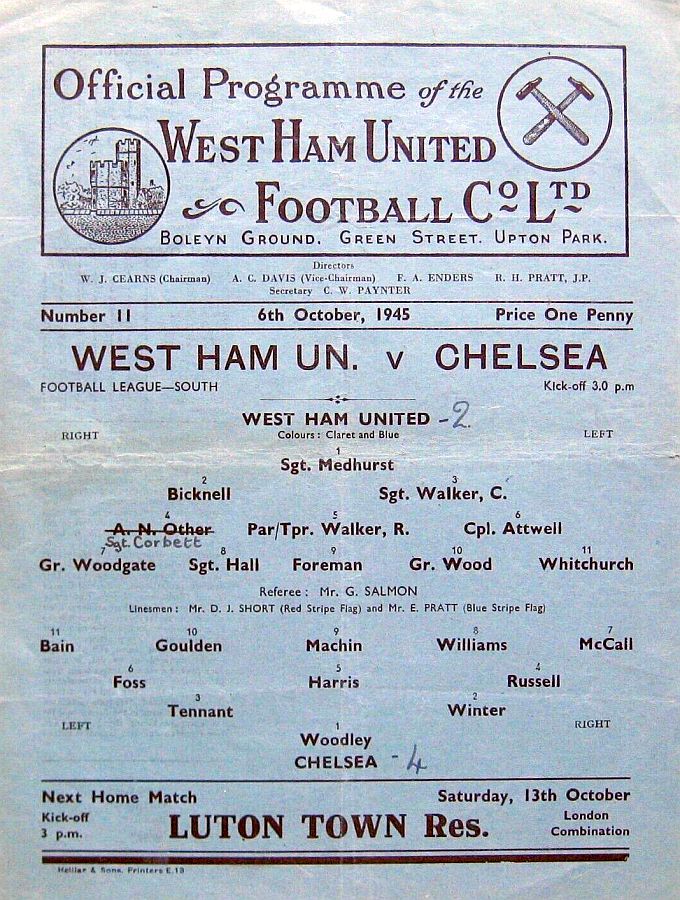 Official Programme of the
WEST HAM UNITED
FOOTBALL CO LTD
BOLEYN GROUND. GREEN STREET. UPTON PARK.
Directors
W. J. CEARNS (Chairman) A. C. DAVIS (Vice-Chairman) F. A. ENDERS R. H. PRATT, J.P.
Secretary C. W. PAYNTER
Number 11 6th October, 1945 Price One Penny
WEST HAM UN. v CHELSEA
FOOTBALL LEAGUE—SOUTH Kick-off 3.0 p.m
WEST HAM UNITED -2.
RIGHT Colours: Claret and Blue LEFT
1
Sgt. Medhurst
2 3
Bicknell Sgt. Walker, C.
4 5 6
A. N. Other Par/Tpr. Walker, R. Cpl. Attwell
Sgt. Corbett
7 8 9 10 11
Gr. Woodgate Sgt. Hall Foreman Gr. Wood Whitchurch
Referee: Mr. G. SALMON
Linesmen: Mr. D. J. SHORT (Red Stripe Flag) and Mr. E. PRATT (Blue Stripe Flag)
11 10 9 8 7
Bain Goulden Machin Williams McCall
6 5 4
Foss Harris Russell
3 2
Tennant Winter
LEFT 1 RIGHT
Woodley
CHELSEA - 4
Next Home Match Saturday, 13th October
Kick-off LUTON TOWN Res. London
3 p.m. Combination
Helliar & Sons, Printers E.13